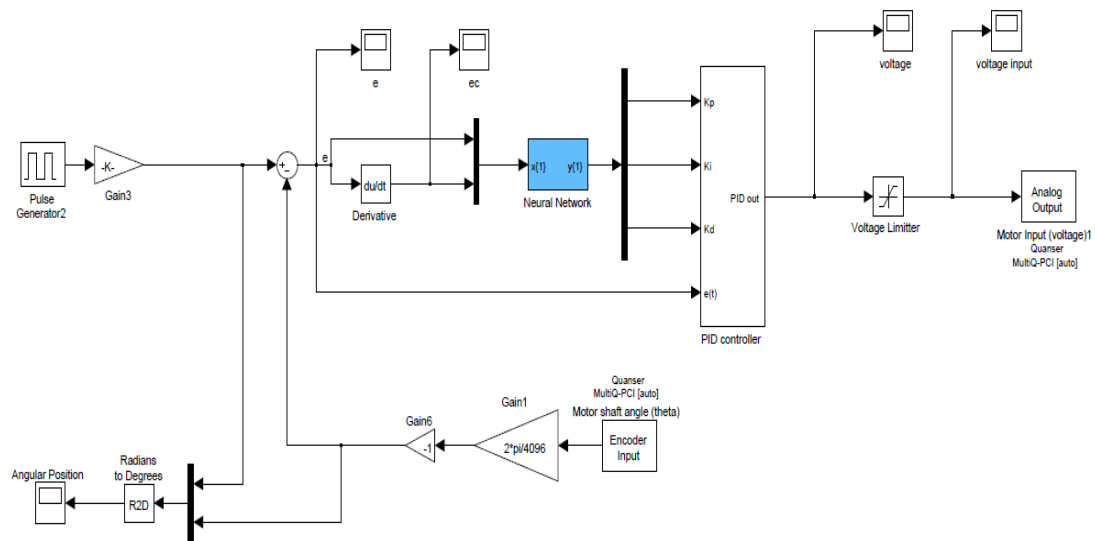 e
ec
voltage
voltage input
Pulse
Generator2
-K-
Gain3
+
-
e
du/dt
Derivative
x{1}
y{1}
Neural Network
Kp
Ki
Kd
e(t)
PID out
PID controller
Voltage Limitter
Analog
Output
Motor Input (voltage)1
Quanser
MultiQ-PCI [auto]
Quanser
MultiQ-PCI [auto]
Motor shaft angle (theta)
Encoder
Input
Gain1
2*pi/4096
Gain6
-1
Radians
to Degrees
R2D
Angular Position